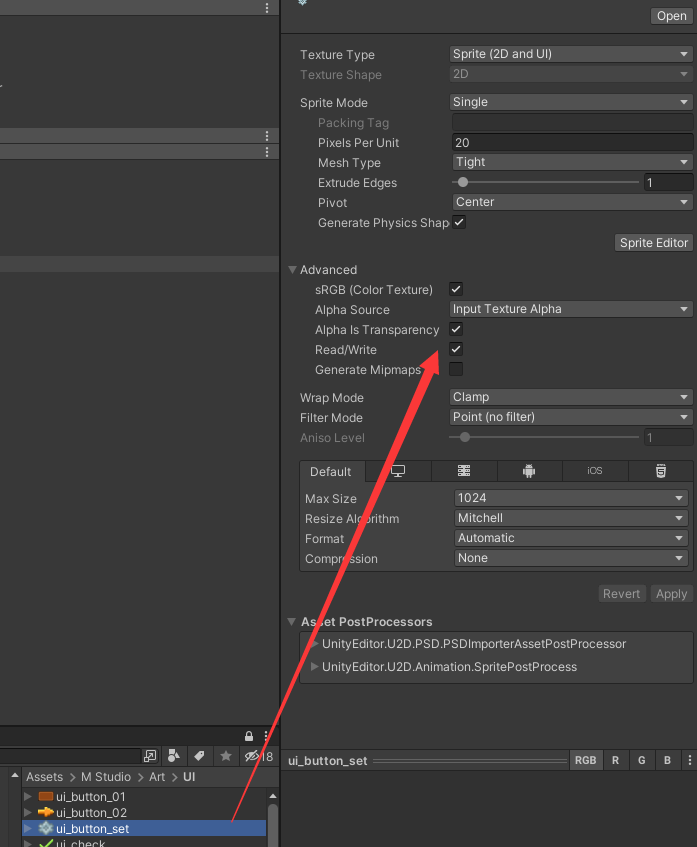 Open
Texture Type Sprite (2D and UI)
Texture Shape 2D
Sprite Mode Single
Packing Tag
Pixels Per Unit 20
Mesh Type Tight
Extrude Edges 1
Pivot Center
Generate Physics Shap
Sprite Editor
Advanced
sRGB (Color Texture)
Alpha Source Input Texture Alpha
Alpha Is Transparency
Read/Write
Generate Mipmaps
Wrap Mode Clamp
Filter Mode Point (no filter)
Aniso Level 1
Default iOS
Max Size 1024
Resize Algorithm Mitchell
Format Automatic
Compression None
Revert Apply
Asset PostProcessors
UnityEditor.U2D.PSD.PSDImporterAssetPostProcessor
UnityEditor.U2D.Animation.SpritePostProcess
18
ui_button_set RGB R G B
Assets > M Studio > Art > UI
ui_button_01
ui_button_02
ui_button_set
ui_check